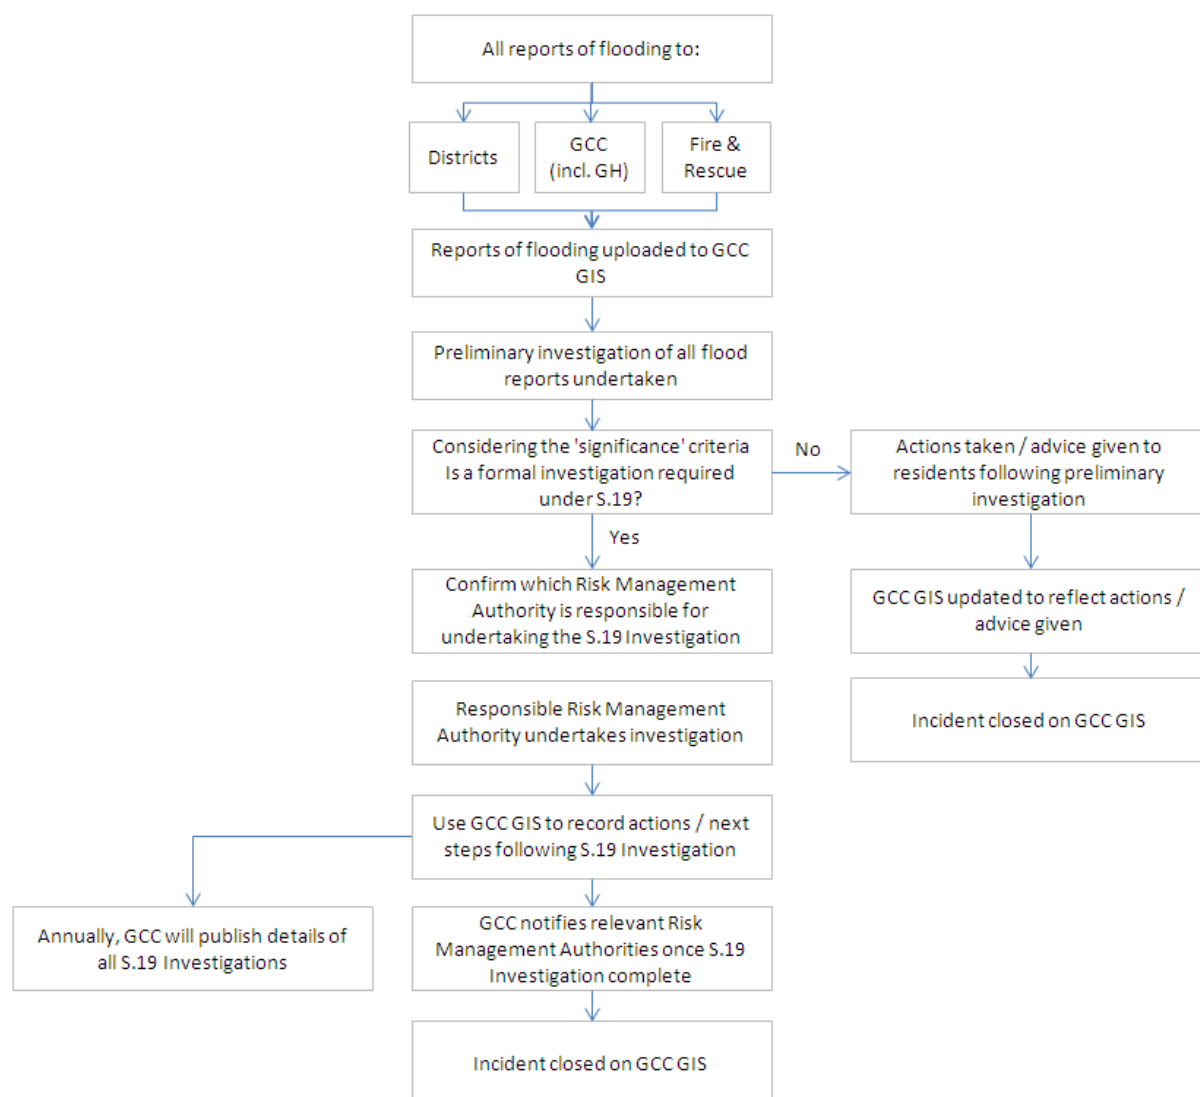 All reports of flooding to:
Districts
GCC
(incl. GH)
Fire &
Rescue
Reports of flooding uploaded to GCC
GIS
Preliminary investigation of all flood
reports undertaken
Considering the 'significance' criteria
Is a formal investigation required
under S.19?
No
Actions taken / advice given to
residents following preliminary
investigation
Yes
Confirm which Risk Management
Authority is responsible for
undertaking the S.19 Investigation
GCC GIS updated to reflect actions /
advice given
Responsible Risk Management
Authority undertakes investigation
Incident closed on GCC GIS
Use GCC GIS to record actions / next
steps following S.19 Investigation
Annually, GCC will publish details of
all S.19 Investigations
GCC notifies relevant Risk
Management Authorities once S.19
Investigation complete
Incident closed on GCC GIS